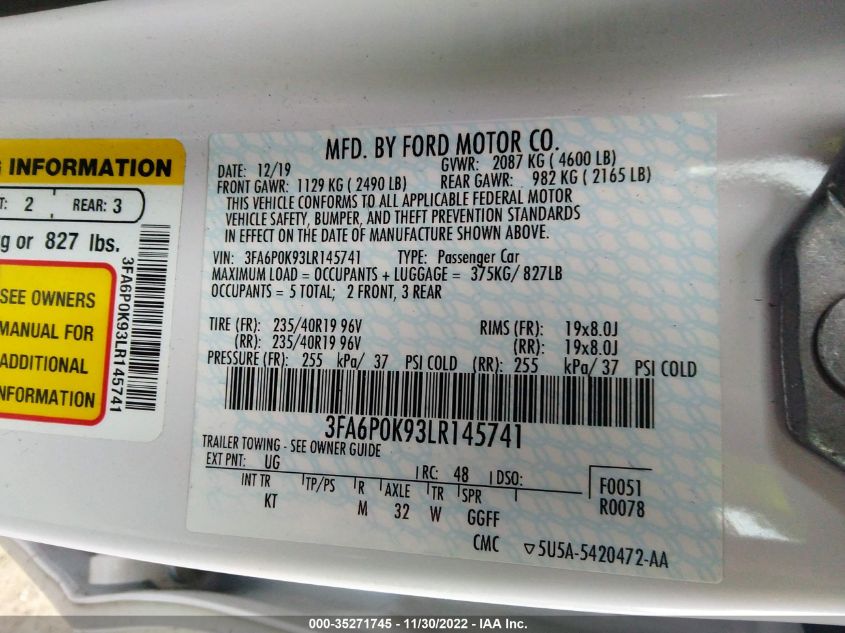 G INFORMATION
T: 2 REAR: 3
g or 827 lbs.
SEE OWNERS
MANUAL FOR
ADDITIONAL
INFORMATION
3FA6P0K93LR145741
MFD. BY FORD MOTOR CO.
DATE: 12/19 GVWR: 2087 KG ( 4600 LB)
FRONT GAWR: 1129 KG ( 2490 LB) REAR GAWR: 982 KG ( 2165 LB)
THIS VEHICLE CONFORMS TO ALL APPLICABLE FEDERAL MOTOR
VEHICLE SAFETY, BUMPER, AND THEFT PREVENTION STANDARDS
IN EFFECT ON THE DATE OF MANUFACTURE SHOWN ABOVE.
VIN: 3FA6P0K93LR145741 TYPE: Passenger Car
MAXIMUM LOAD = OCCUPANTS + LUGGAGE = 375KG/ 827LB
OCCUPANTS = 5 TOTAL; 2 FRONT, 3 REAR
TIRE (FR): 235/40R19 96V RIMS (FR): 19x8.0J
(RR): 235/40R19 96V (RR): 19x8.0J
PRESSURE (FR): 255 kPa/ 37 PSI COLD (RR): 255 kPa/ 37 PSI COLD
3FA6P0K93LR145741
TRAILER TOWING - SEE OWNER GUIDE
EXT PNT: UG RC: 48 DSO:
INT TR TP/PS R AXLE TR SPR
KT M 32 W GGFF
F0051
R0078
CMC ▽5U5A-5420472-AA
000-35271745 - 11/30/2022 - IAA Inc.